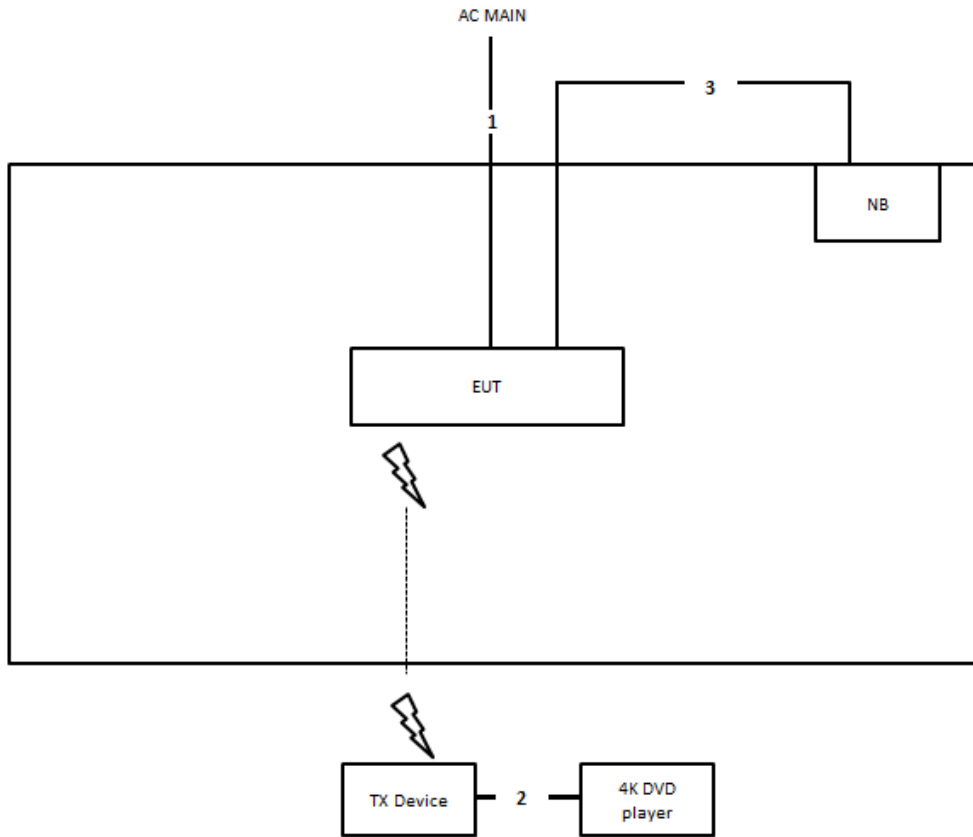 AC MAIN
3
1
NB
EUT
TX Device
2
4K DVD
player